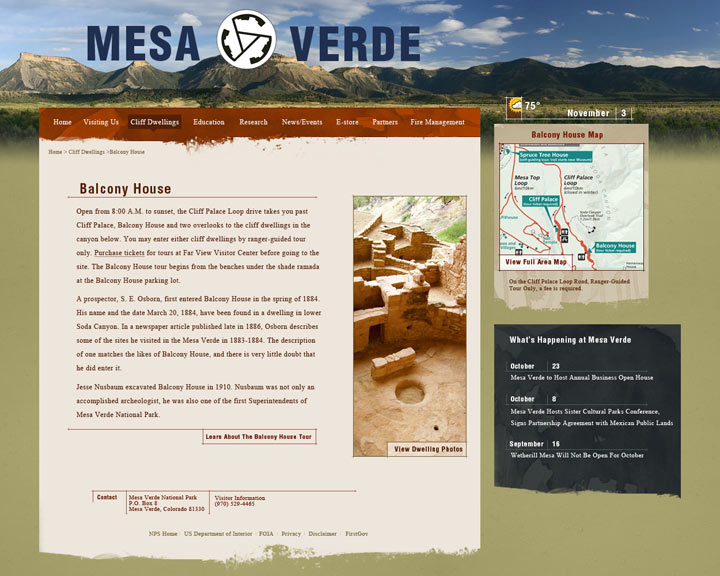 MESA VERDE
75°
November 3
Home Visiting Us Cliff Dwellings Education Research News/Events E-store Partners Fire Management
Home > Cliff Dwellings >Balcony House
Balcony House
Open from 8:00 A.M. to sunset, the Cliff Palace Loop drive takes you past
Cliff Palace, Balcony House and two overlooks to the cliff dwellings in the
canyon below. You may enter either cliff dwellings by ranger-guided tour
only. Purchase tickets for tours at Far View Visitor Center before going to the
site. The Balcony House tour begins from the benches under the shade ramada
at the Balcony House parking lot.
A prospector, S. E. Osborn, first entered Balcony House in the spring of 1884.
His name and the date March 20, 1884, have been found in a dwelling in lower
Soda Canyon. In a newspaper article published late in 1886, Osborn describes
some of the sites he visited in the Mesa Verde in 1883-1884. The description
of one matches the likes of Balcony House, and there is very little doubt that
he did enter it.
Jesse Nusbaum excavated Balcony House in 1910. Nusbaum was not only an
accomplished archeologist, he was also one of the first Superintendents of
Mesa Verde National Park.
Learn About The Balcony House Tour
View Dwelling Photos
Contact
Mesa Verde National Park
P.O. Box 8
Mesa Verde, Colorado 81330
Visitor Information
(970) 529-4465
NPS Home | US Department of Interior | FOIA | Privacy | Disclaimer | FirstGov
Balcony House Map
Spruce Tree House
Mesa Top
Loop
6mi/10km
Cliff Palace
Loop
6mi/10km
(closed in winter)
Cliff Palace
(tour ticket required)
Balcony House
(tour ticket required)
View Full Area Map
On the Cliff Palace Loop Road, Ranger-Guided
Tour Only, a fee is required.
What's Happening at Mesa Verde
October 23
Mesa Verde to Host Annual Business Open House
October 8
Mesa Verde Hosts Sister Cultural Parks Conference,
Signs Partnership Agreement with Mexican Public Lands
September 16
Wetherill Mesa Will Not Be Open For October